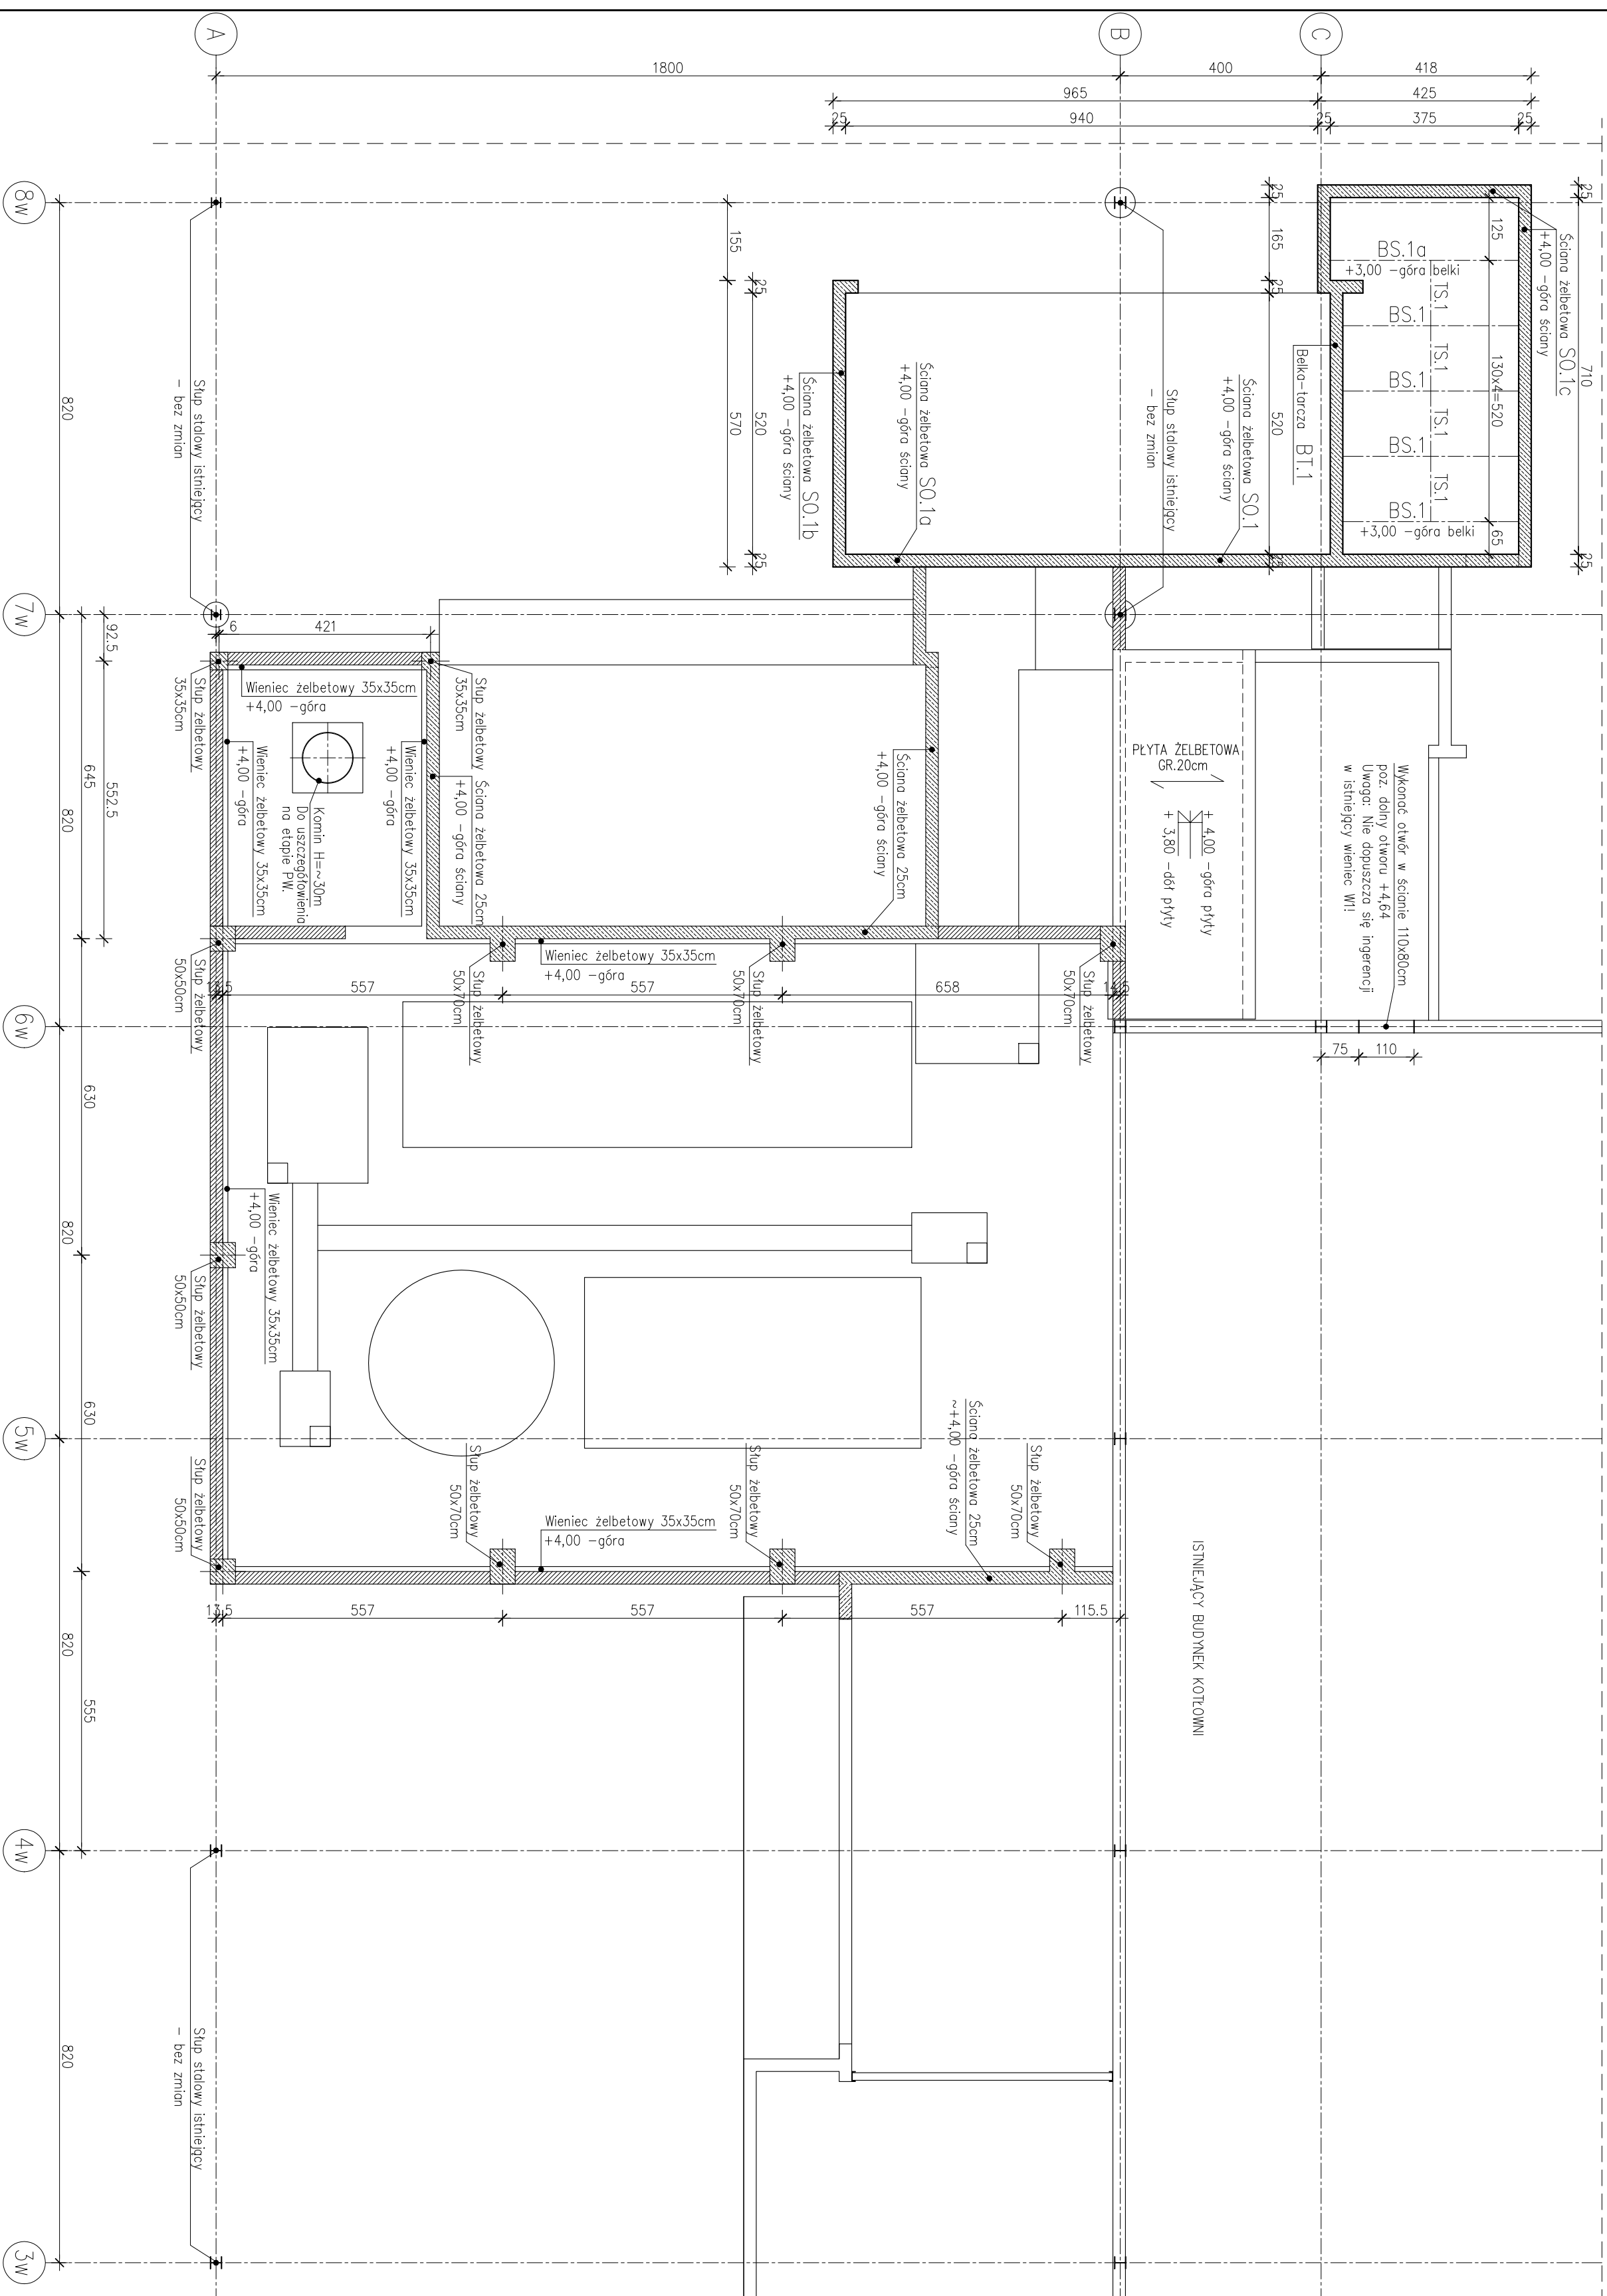 A
B
C
1800
400
418
965
425
25
940
25
375
25
8w
7w
6w
5w
4w
3w
25
710
25
Ściana żelbetowa SO.1c
+4,00 -góra ściany
125
130x4=520
65
BS.1a
+3,00 -góra belki
TS.1
BS.1
TS.1
BS.1
TS.1
BS.1
TS.1
BS.1
+3,00 -góra belki
Belka-tarcza BT.1
25
165
25
520
25
Ściana żelbetowa SO.1
+4,00 -góra ściany
Słup stalowy istniejący
- bez zmian
Ściana żelbetowa SO.1a
+4,00 -góra ściany
Ściana żelbetowa SO.1b
+4,00 -góra ściany
155
25
520
25
570
Słup stalowy istniejący
- bez zmian
820
92.5
552.5
645
820
6
421
Wieniec żelbetowy 35x35cm
+4,00 -góra
Słup żelbetowy
35x35cm
Słup żelbetowy
35x35cm
Wieniec żelbetowy 35x35cm
+4,00 -góra
Wieniec żelbetowy 35x35cm
+4,00 -góra
Komin H=~30m
Do uszczegółowienia
na etapie PW.
Ściana żelbetowa 25cm
+4,00 -góra ściany
Ściana żelbetowa 25cm
+4,00 -góra ściany
PŁYTA ŻELBETOWA
GR.20cm
+ 4,00 -góra płyty
+ 3,80 -dół płyty
Wykonać otwór w ścianie 110x80cm
poz. dolny otworu +4,64
Uwaga: Nie dopuszcza się ingerencji
w istniejący wieniec W1!
75
110
Wieniec żelbetowy 35x35cm
+4,00 -góra
13.5
557
557
658
14.5
Słup żelbetowy
50x50cm
Słup żelbetowy
50x70cm
Słup żelbetowy
50x70cm
Słup żelbetowy
50x70cm
630
820
Wieniec żelbetowy 35x35cm
+4,00 -góra
Słup żelbetowy
50x50cm
630
Słup żelbetowy
50x50cm
Słup żelbetowy
50x70cm
Wieniec żelbetowy 35x35cm
+4,00 -góra
Słup żelbetowy
50x70cm
Ściana żelbetowa 25cm
~+4,00 -góra ściany
Słup żelbetowy
50x70cm
13.5
557
557
557
115.5
ISTNIEJĄCY BUDYNEK KOTŁOWNI
820
555
820
Słup stalowy istniejący
- bez zmian